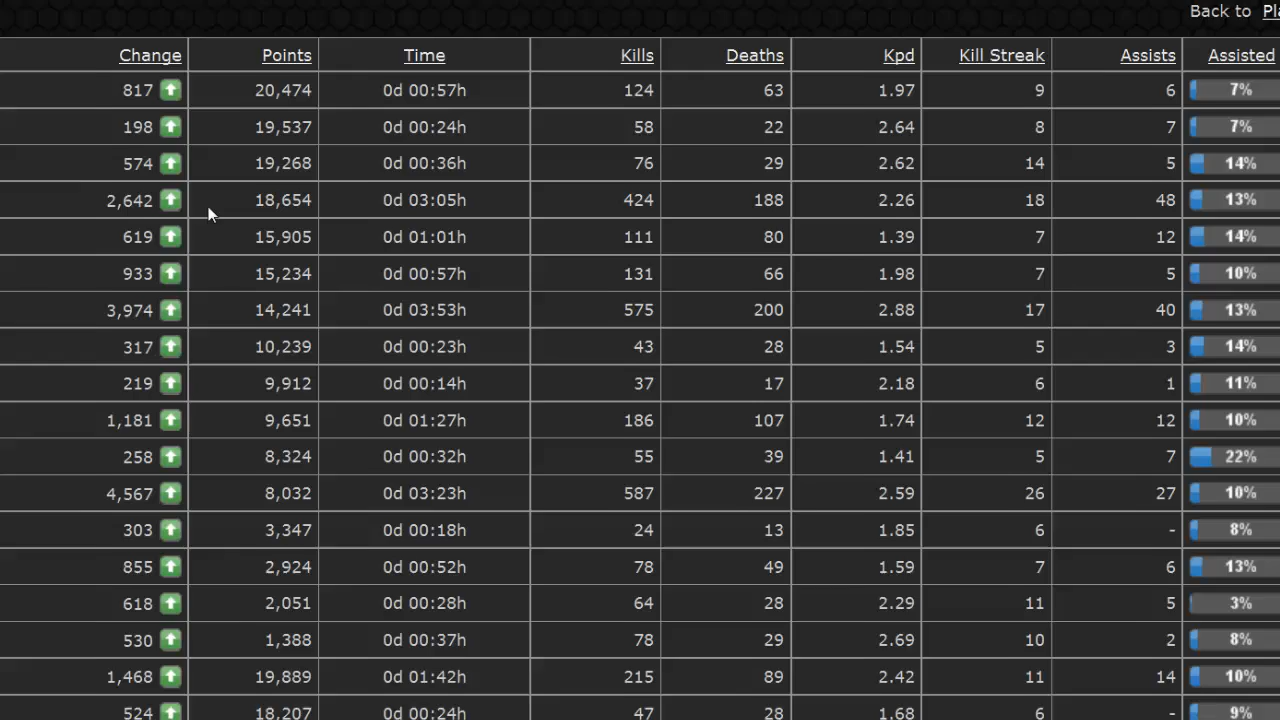 Back to Pl
Change Points Time Kills Deaths Kpd Kill Streak Assists Assisted
817 20,474 0d 00:57h 124 63 1.97 9 6 7%
198 19,537 0d 00:24h 58 22 2.64 8 7 7%
574 19,268 0d 00:36h 76 29 2.62 14 5 14%
2,642 18,654 0d 03:05h 424 188 2.26 18 48 13%
619 15,905 0d 01:01h 111 80 1.39 7 12 14%
933 15,234 0d 00:57h 131 66 1.98 7 5 10%
3,974 14,241 0d 03:53h 575 200 2.88 17 40 13%
317 10,239 0d 00:23h 43 28 1.54 5 3 14%
219 9,912 0d 00:14h 37 17 2.18 6 1 11%
1,181 9,651 0d 01:27h 186 107 1.74 12 12 10%
258 8,324 0d 00:32h 55 39 1.41 5 7 22%
4,567 8,032 0d 03:23h 587 227 2.59 26 27 10%
303 3,347 0d 00:18h 24 13 1.85 6 - 8%
855 2,924 0d 00:52h 78 49 1.59 7 6 13%
618 2,051 0d 00:28h 64 28 2.29 11 5 3%
530 1,388 0d 00:37h 78 29 2.69 10 2 8%
1,468 19,889 0d 01:42h 215 89 2.42 11 14 10%
524 18,207 0d 00:24h 47 28 1.68 6 - 9%